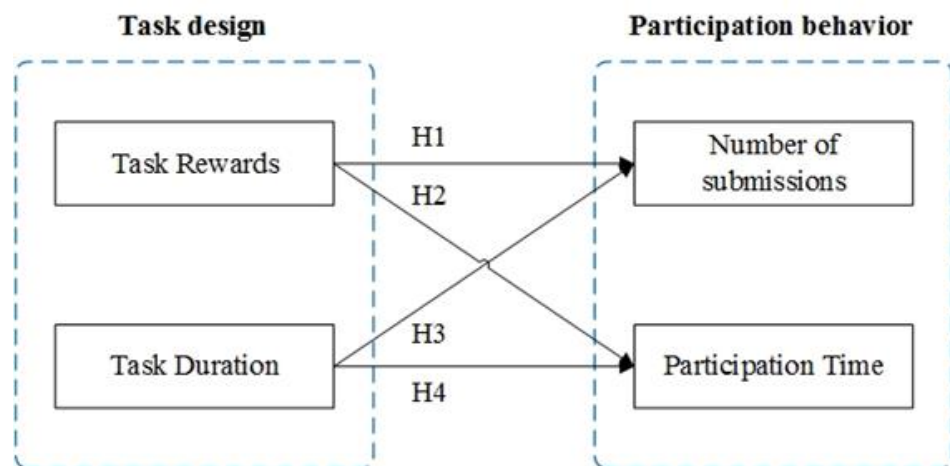 Task design
Participation behavior
Task Rewards
H1
H2
Number of
submissions
Task Duration
H3
H4
Participation Time